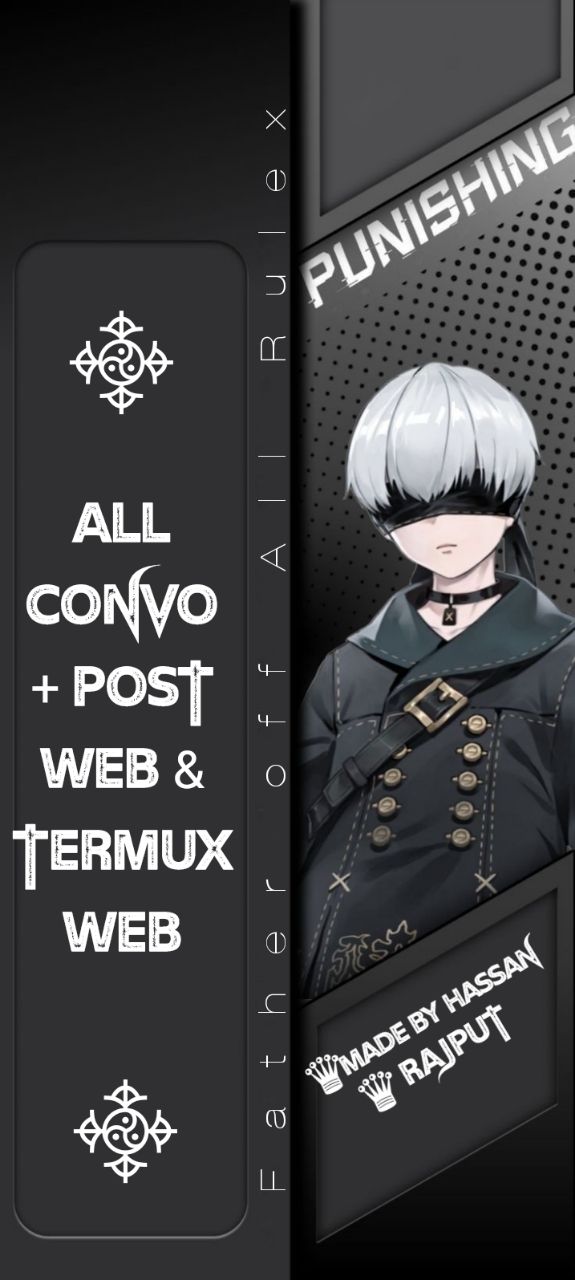 ALL
CONVO
+ POST
WEB &
TERMUX
WEB
Father off All Rulex
PUNISHING
MADE BY HASSAN
RAJPUT